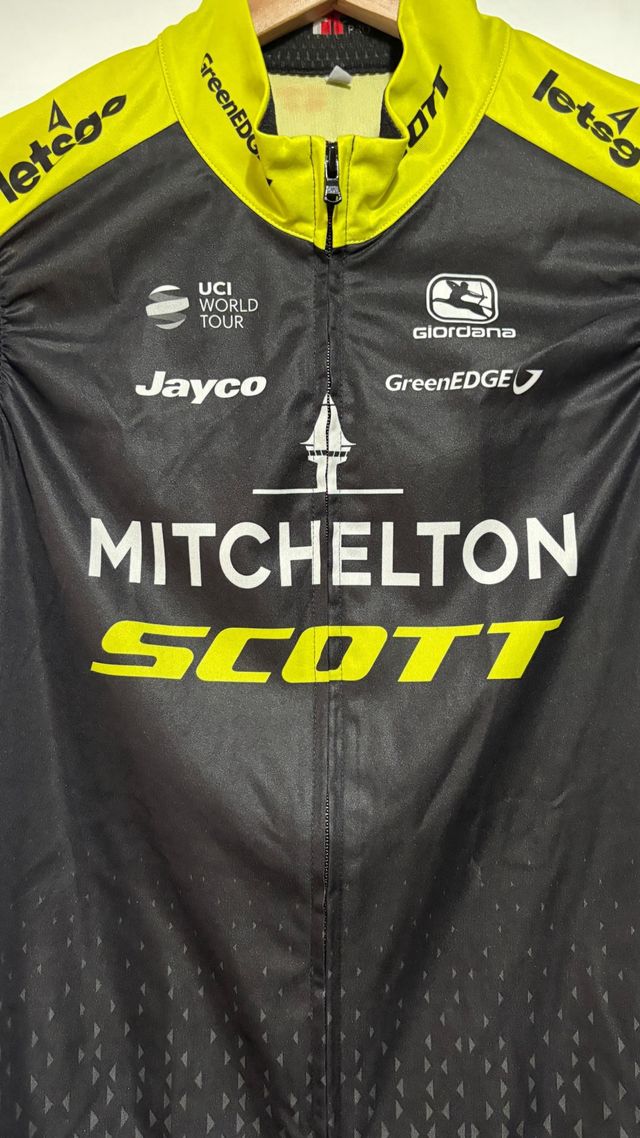 GreenEDGE
SCOTT
letsgo
letsgo
UCI
WORLD
TOUR
GIORDANA
Jayco
GreenEDGE
MITCHELTON
SCOTT